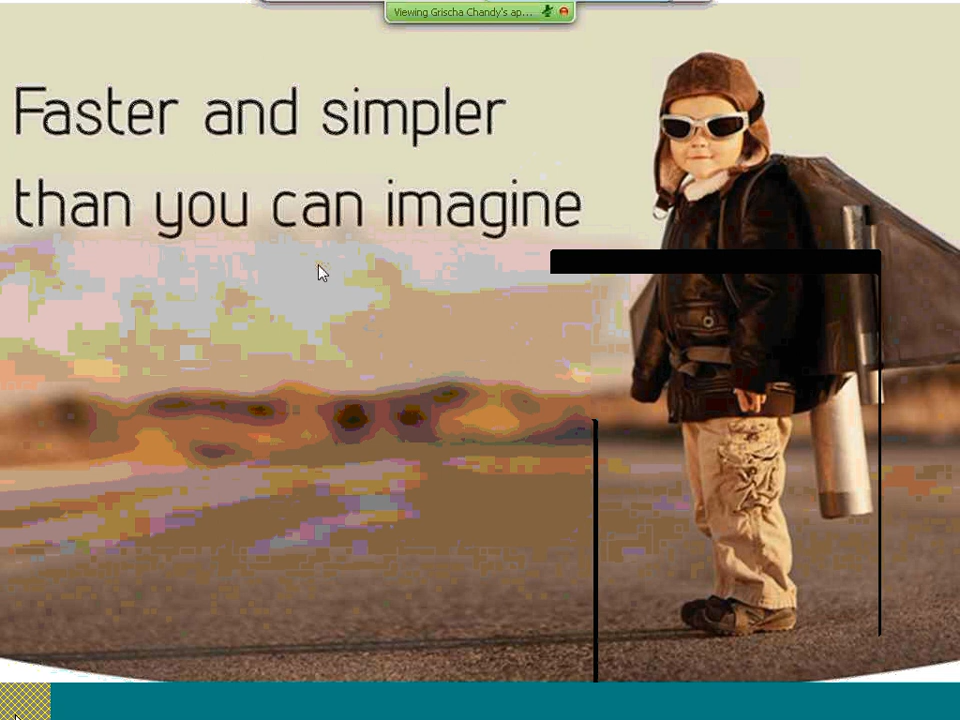 Viewing Grischa Chandy's ap...
Faster and simpler
than you can imagine